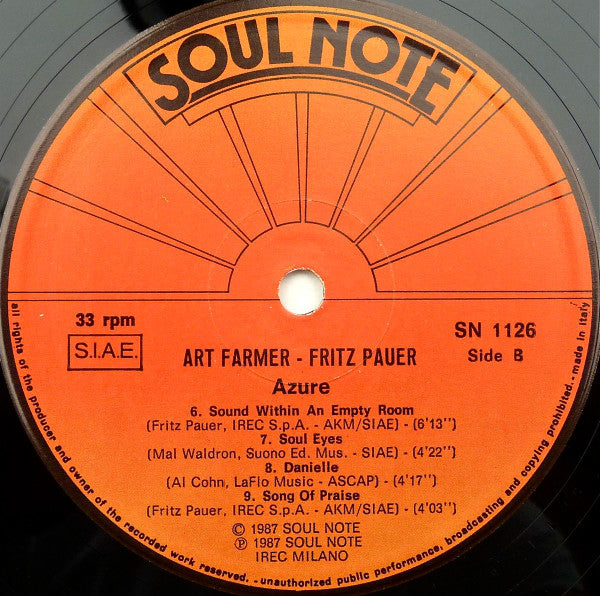 SOUL NOTE
33 rpm
S.I.A.E.
SN 1126
Side B
ART FARMER - FRITZ PAUER
Azure
6. Sound Within An Empty Room
(Fritz Pauer, IREC S.p.A. - AKM/SIAE) - (6'13'')
7. Soul Eyes
(Mal Waldron, Suono Ed. Mus. - SIAE) - (4'22'')
8. Danielle
(Al Cohn, LaFlo Music - ASCAP) - (4'17'')
9. Song Of Praise
(Fritz Pauer, IREC S.p.A. - AKM/SIAE) - (4'03'')
© 1987 SOUL NOTE
℗ 1987 SOUL NOTE
IREC MILANO
all rights of the producer and owner of the recorded work reserved. - unauthorized public performance, broadcasting and copying prohibited. - made in italy